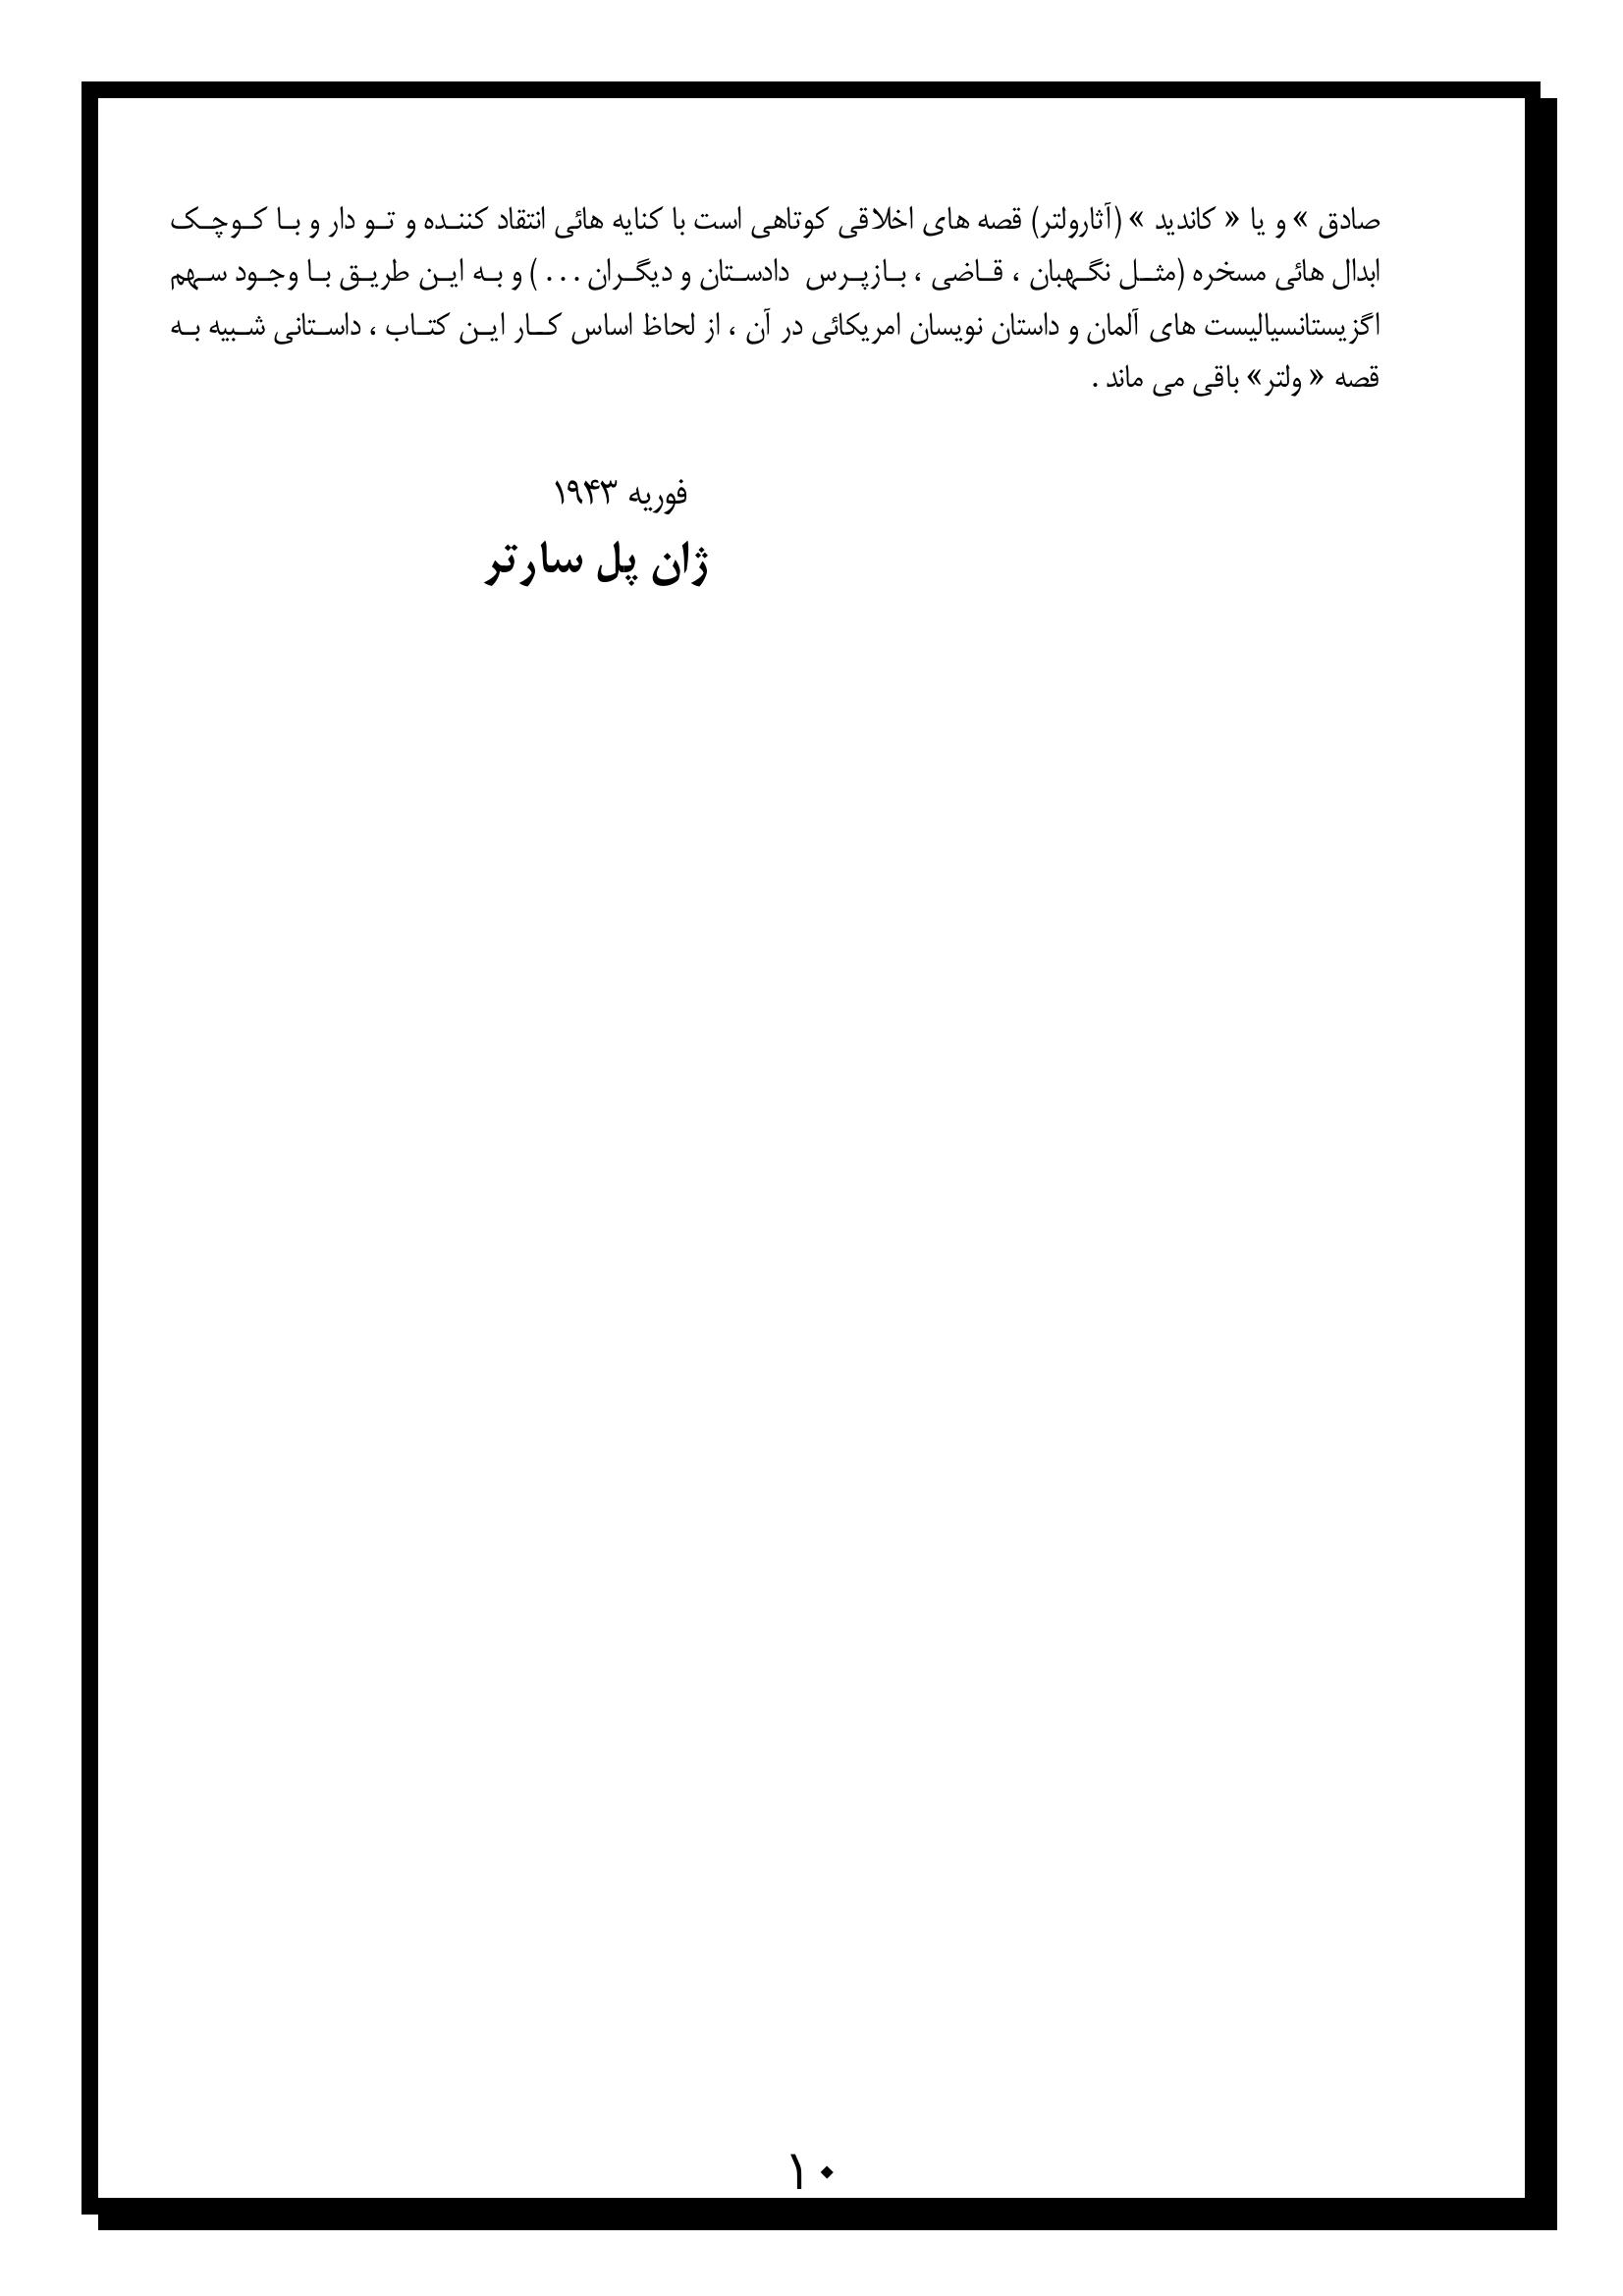 صادق » و یا « کاندید » (آثارولتر) قصه های اخلاقی کوتاهی است با کنایه هائی انتقاد کننده و تو دار و با کوچک
ابدال هائی مسخره (مثل نگهبان ، قاضی ، بازپرس دادستان و دیگران . . . ) و به این طریق با وجود سهم
اگزیستانسیالیست های آلمان و داستان نویسان امریکائی در آن ، از لحاظ اساس کار این کتاب ، داستانی شبیه به
قصه « ولتر» باقی می ماند .
فوریه ۱۹۴۳
ژان پل سارتر
۱۰